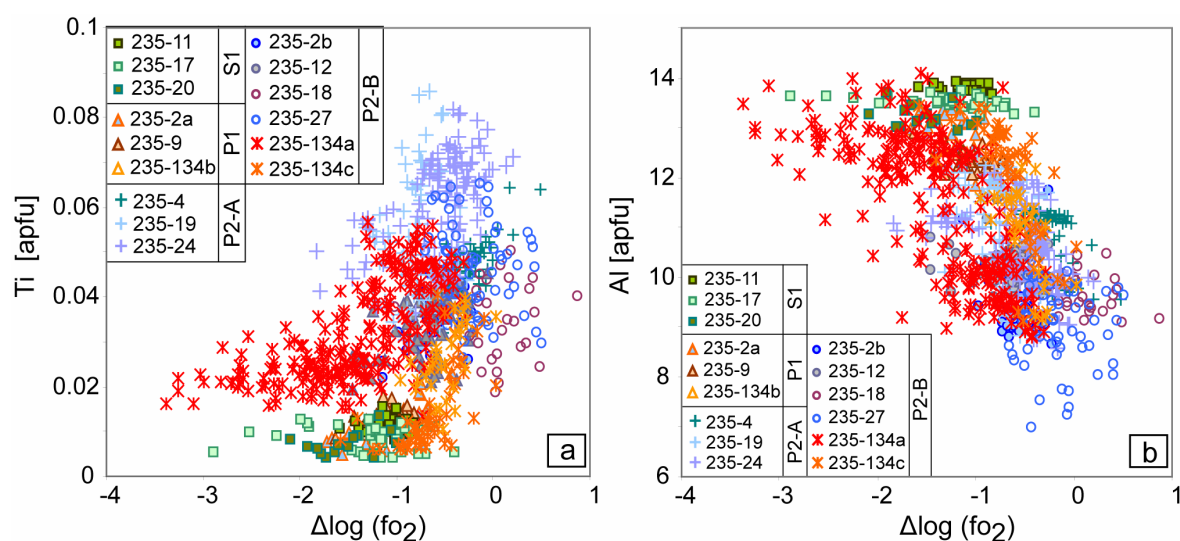 Ti [apfu]
0.1
0.08
0.06
0.04
0.02
0
-4
-3
-2
-1
0
1
Δlog (fo2)
235-11
235-17
235-20
S1
235-2a
235-9
235-134b
P1
235-4
235-19
235-24
P2-A
235-2b
235-12
235-18
235-27
235-134a
235-134c
P2-B
a
Al [apfu]
14
12
10
8
6
-4
-3
-2
-1
0
1
Δlog (fo2)
235-11
235-17
235-20
S1
235-2a
235-9
235-134b
P1
235-4
235-19
235-24
P2-A
235-2b
235-12
235-18
235-27
235-134a
235-134c
P2-B
b